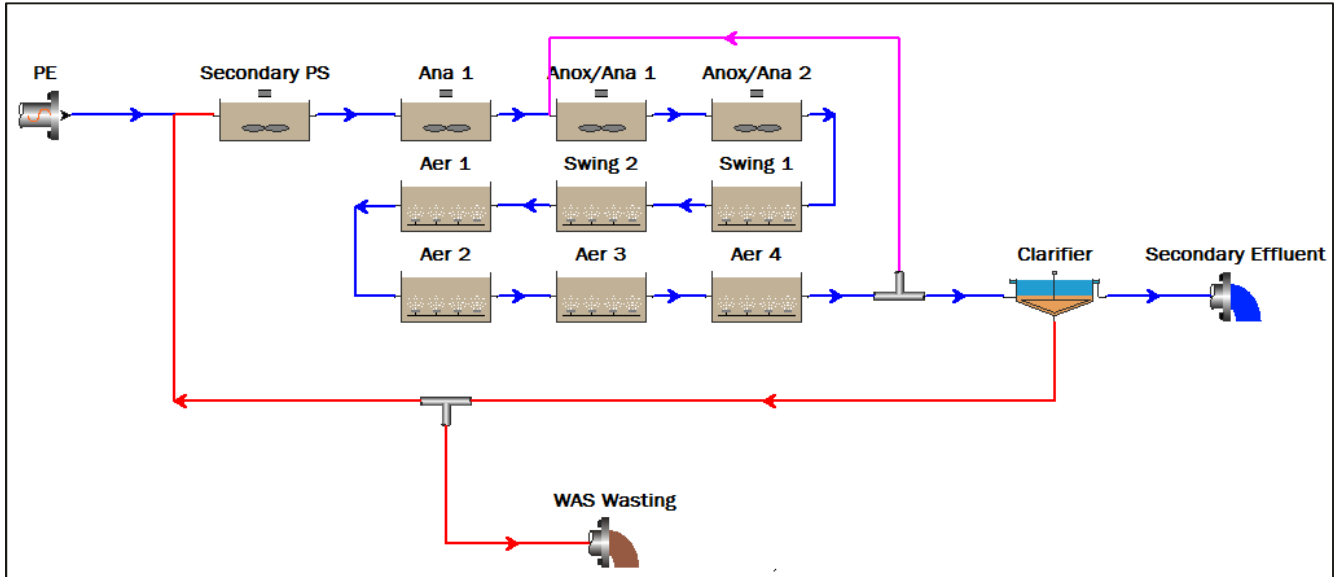 PE
Secondary PS
Ana 1
Anox/Ana 1
Anox/Ana 2
Aer 1
Swing 2
Swing 1
Aer 2
Aer 3
Aer 4
Clarifier
Secondary Effluent
WAS Wasting